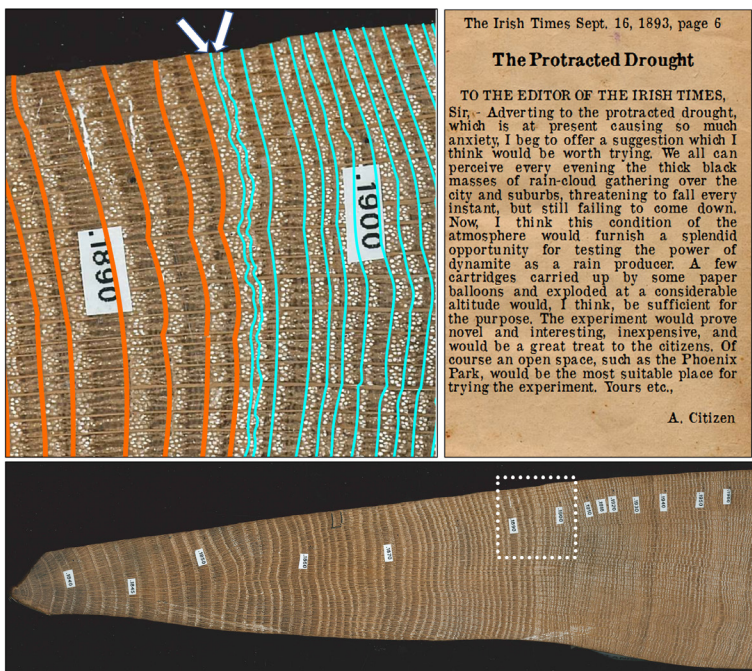 .1890
.1900
The Irish Times Sept. 16, 1893, page 6
The Protracted Drought
TO THE EDITOR OF THE IRISH TIMES,
Sir, - Adverting to the protracted drought,
which is at present causing so much
anxiety, I beg to offer a suggestion which I
think would be worth trying. We all can
perceive every evening the thick black
masses of rain-cloud gathering over the
city and suburbs, threatening to fall every
instant, but still failing to come down.
Now, I think this condition of the
atmosphere would furnish a splendid
opportunity for testing the power of
dynamite as a rain producer. A few
cartridges carried up by some paper
balloons and exploded at a considerable
altitude would, I think, be sufficient for
the purpose. The experiment would prove
novel and interesting, inexpensive, and
would be a great treat to the citizens. Of
course an open space, such as the Phoenix
Park, would be the most suitable place for
trying the experiment. Yours etc.,
A. Citizen
.1840
.1845
.1870
.1890
.1900
.1920
.1930
.1940